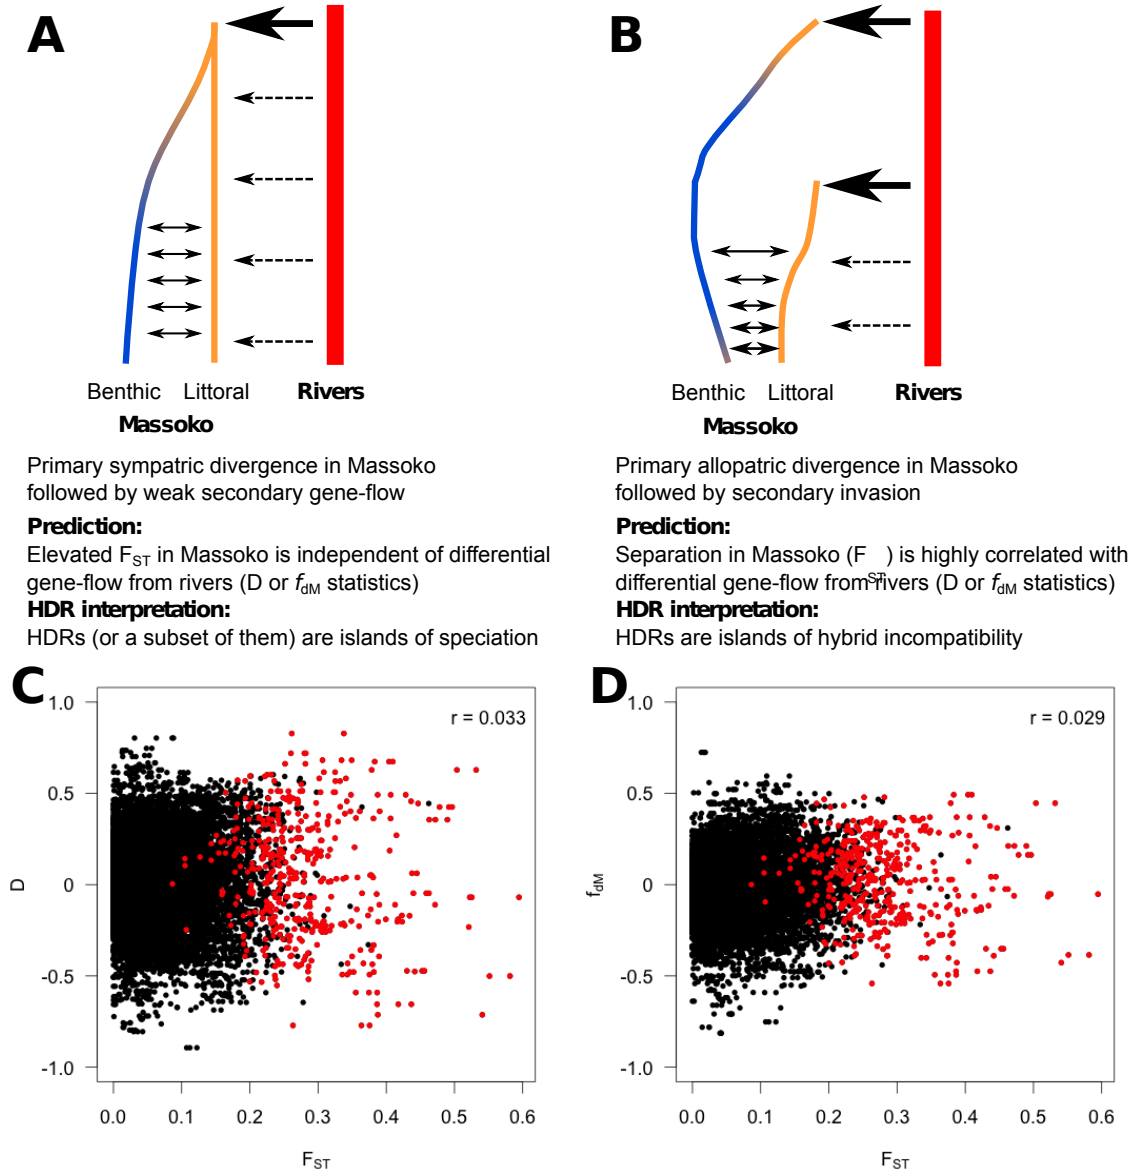 A
Benthic Littoral Rivers
Massoko
Primary sympatric divergence in Massoko
followed by weak secondary gene-flow
Prediction:
Elevated FST in Massoko is independent of differential
gene-flow from rivers (D or fdM statistics)
HDR interpretation:
HDRs (or a subset of them) are islands of speciation
B
Benthic Littoral Rivers
Massoko
Primary allopatric divergence in Massoko
followed by secondary invasion
Prediction:
Separation in Massoko (FST) is highly correlated with
differential gene-flow from rivers (D or fdM statistics)
HDR interpretation:
HDRs are islands of hybrid incompatibility
C
r = 0.033
1.0
0.5
0
-0.5
-1.0
D
0.0 0.1 0.2 0.3 0.4 0.5 0.6
FST
D
r = 0.029
1.0
0.5
0
-0.5
-1.0
fdM
0.0 0.1 0.2 0.3 0.4 0.5 0.6
FST